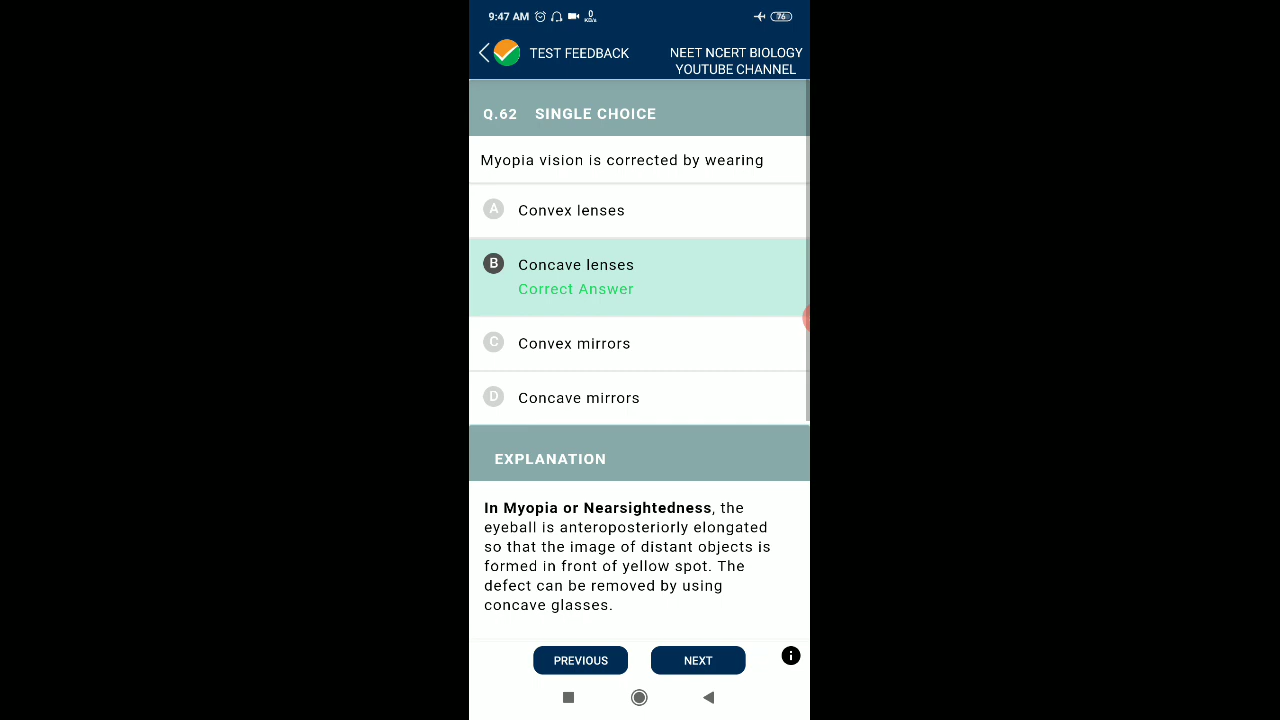 9:47 AM 0 KB/s 76
TEST FEEDBACK
NEET NCERT BIOLOGY
YOUTUBE CHANNEL
Q.62 SINGLE CHOICE
Myopia vision is corrected by wearing
A Convex lenses
B Concave lenses
Correct Answer
C Convex mirrors
D Concave mirrors
EXPLANATION
In Myopia or Nearsightedness, the
eyeball is anteroposteriorly elongated
so that the image of distant objects is
formed in front of yellow spot. The
defect can be removed by using
concave glasses.
PREVIOUS NEXT